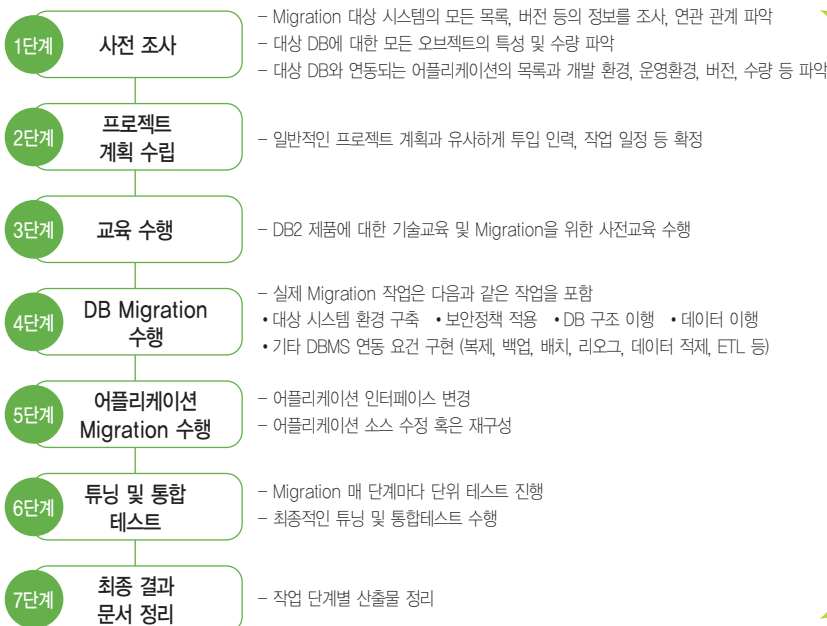 1단계
사전 조사
– Migration 대상 시스템의 모든 목록, 버전 등의 정보를 조사, 연관 관계 파악
– 대상 DB에 대한 모든 오브젝트의 특성 및 수량 파악
– 대상 DB와 연동되는 어플리케이션의 목록과 개발 환경, 운영환경, 버전, 수량 등 파악
2단계
프로젝트
계획 수립
– 일반적인 프로젝트 계획과 유사하게 투입 인력, 작업 일정 등 확정
3단계
교육 수행
– DB2 제품에 대한 기술교육 및 Migration을 위한 사전교육 수행
4단계
DB Migration
수행
– 실제 Migration 작업은 다음과 같은 작업을 포함
• 대상 시스템 환경 구축 • 보안정책 적용 • DB 구조 이행 • 데이터 이행
• 기타 DBMS 연동 요건 구현 (복제, 백업, 배치, 리오그, 데이터 적제, ETL 등)
5단계
어플리케이션
Migration 수행
– 어플리케이션 인터페이스 변경
– 어플리케이션 소스 수정 혹은 재구성
6단계
튜닝 및 통합
테스트
– Migration 매 단계마다 단위 테스트 진행
– 최종적인 튜닝 및 통합테스트 수행
7단계
최종 결과
문서 정리
– 작업 단계별 산출물 정리